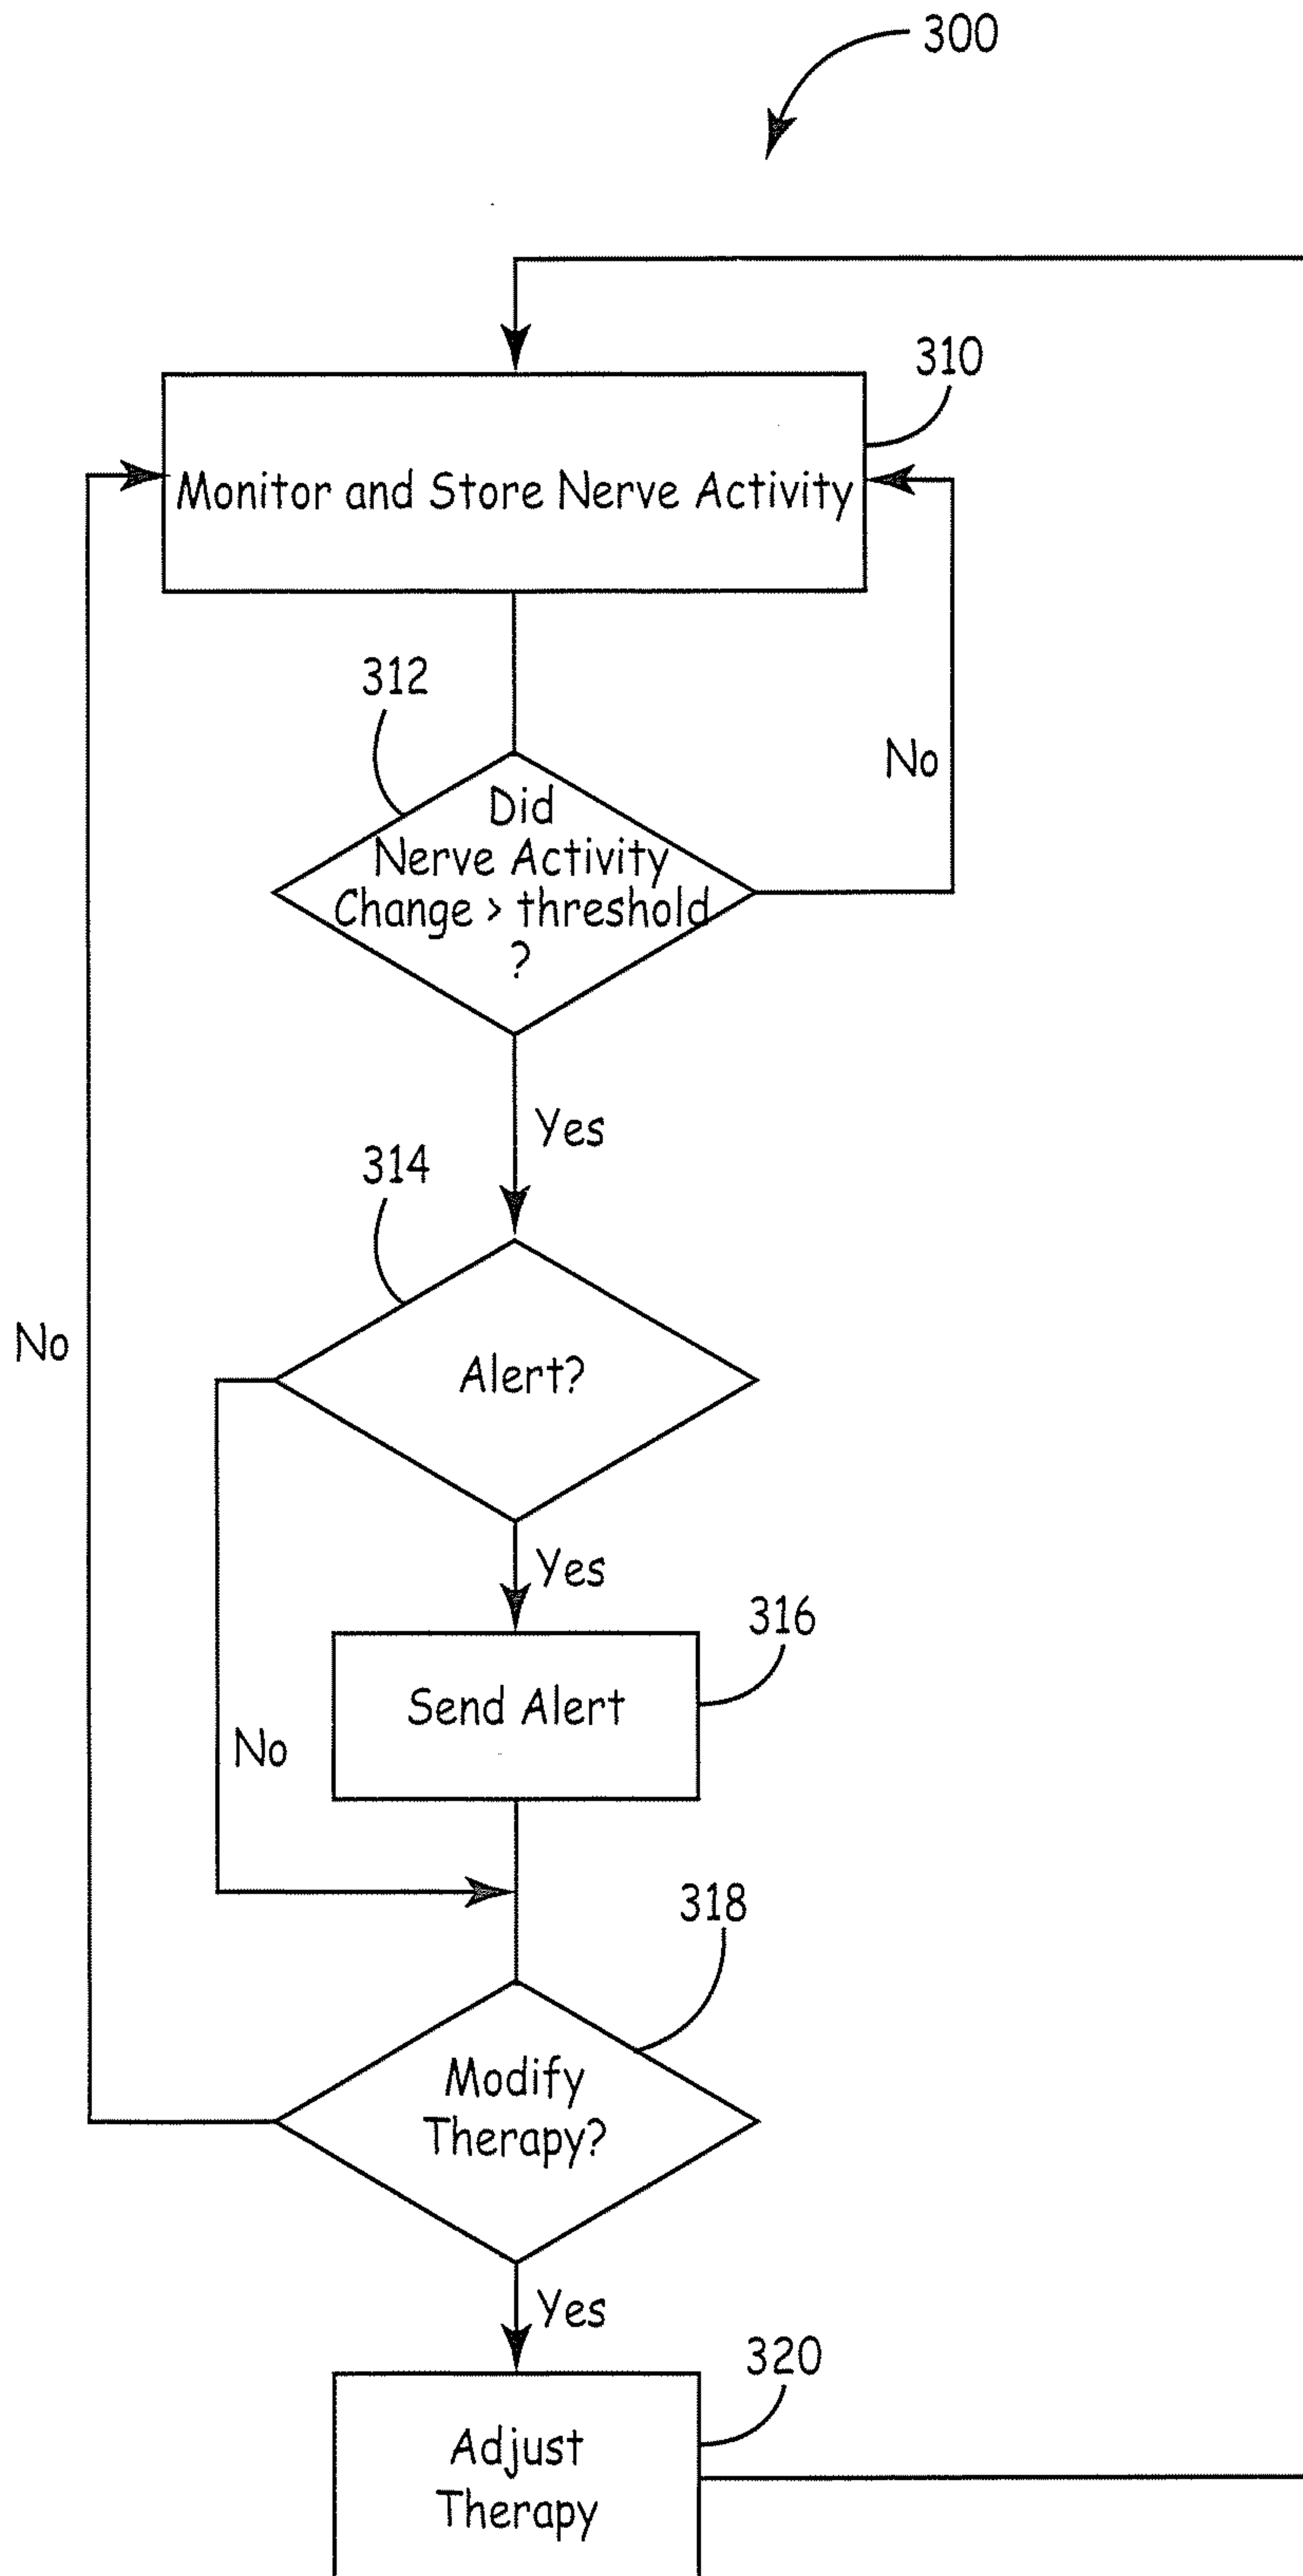 300
310
Monitor and Store Nerve Activity
312
No
Did
Nerve Activity
Change > threshold
?
Yes
314
No
Alert?
Yes
316
Send Alert
No
318
Modify
Therapy?
Yes
320
Adjust
Therapy